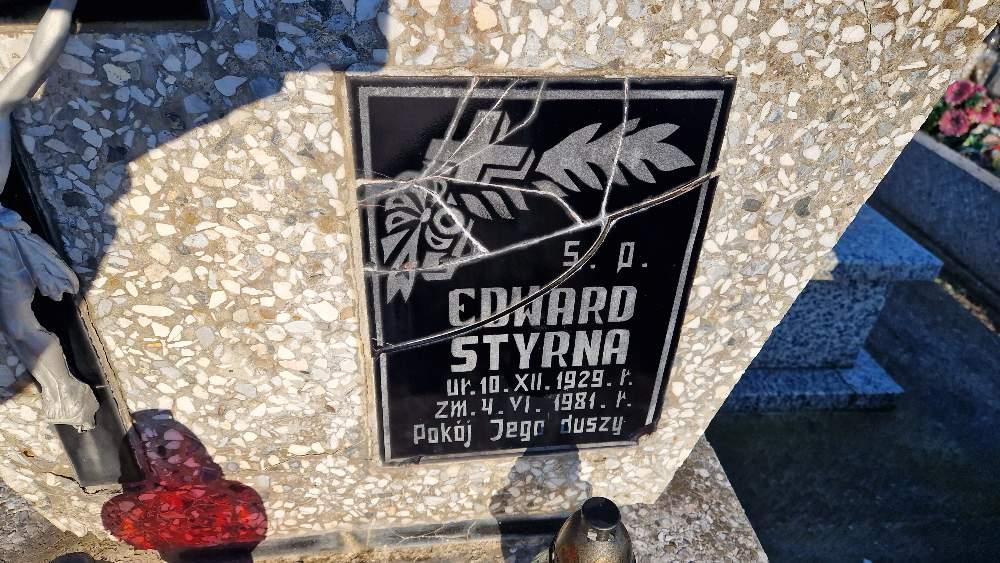 S. p.
EDWARD
STYRNA
ur. 10. XII. 1929. r.
zm. 4. VI. 1981. r.
Pokój Jego duszy